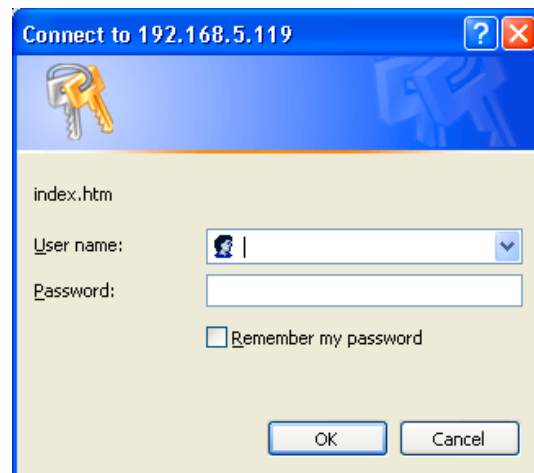 Connect to 192.168.5.119
index.htm
User name:
Password:
Remember my password
OK Cancel